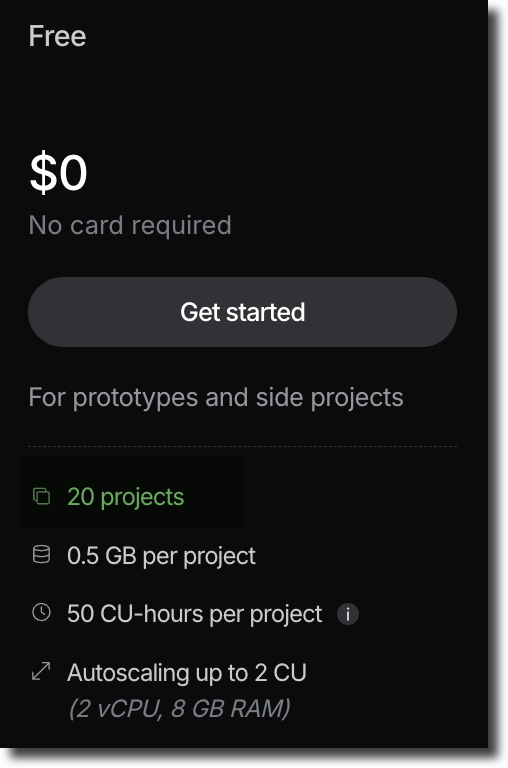 Free
$0
No card required
Get started
For prototypes and side projects
20 projects
0.5 GB per project
50 CU-hours per project
Autoscaling up to 2 CU
(2 vCPU, 8 GB RAM)